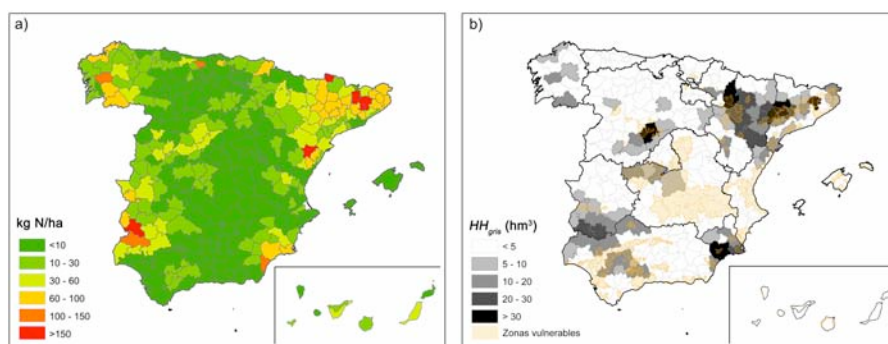 a)
kg N/ha
<10
10 - 30
30 - 60
60 - 100
100 - 150
>150
b)
HHgris (hm³)
< 5
5 - 10
10 - 20
20 - 30
> 30
Zonas vulnerables